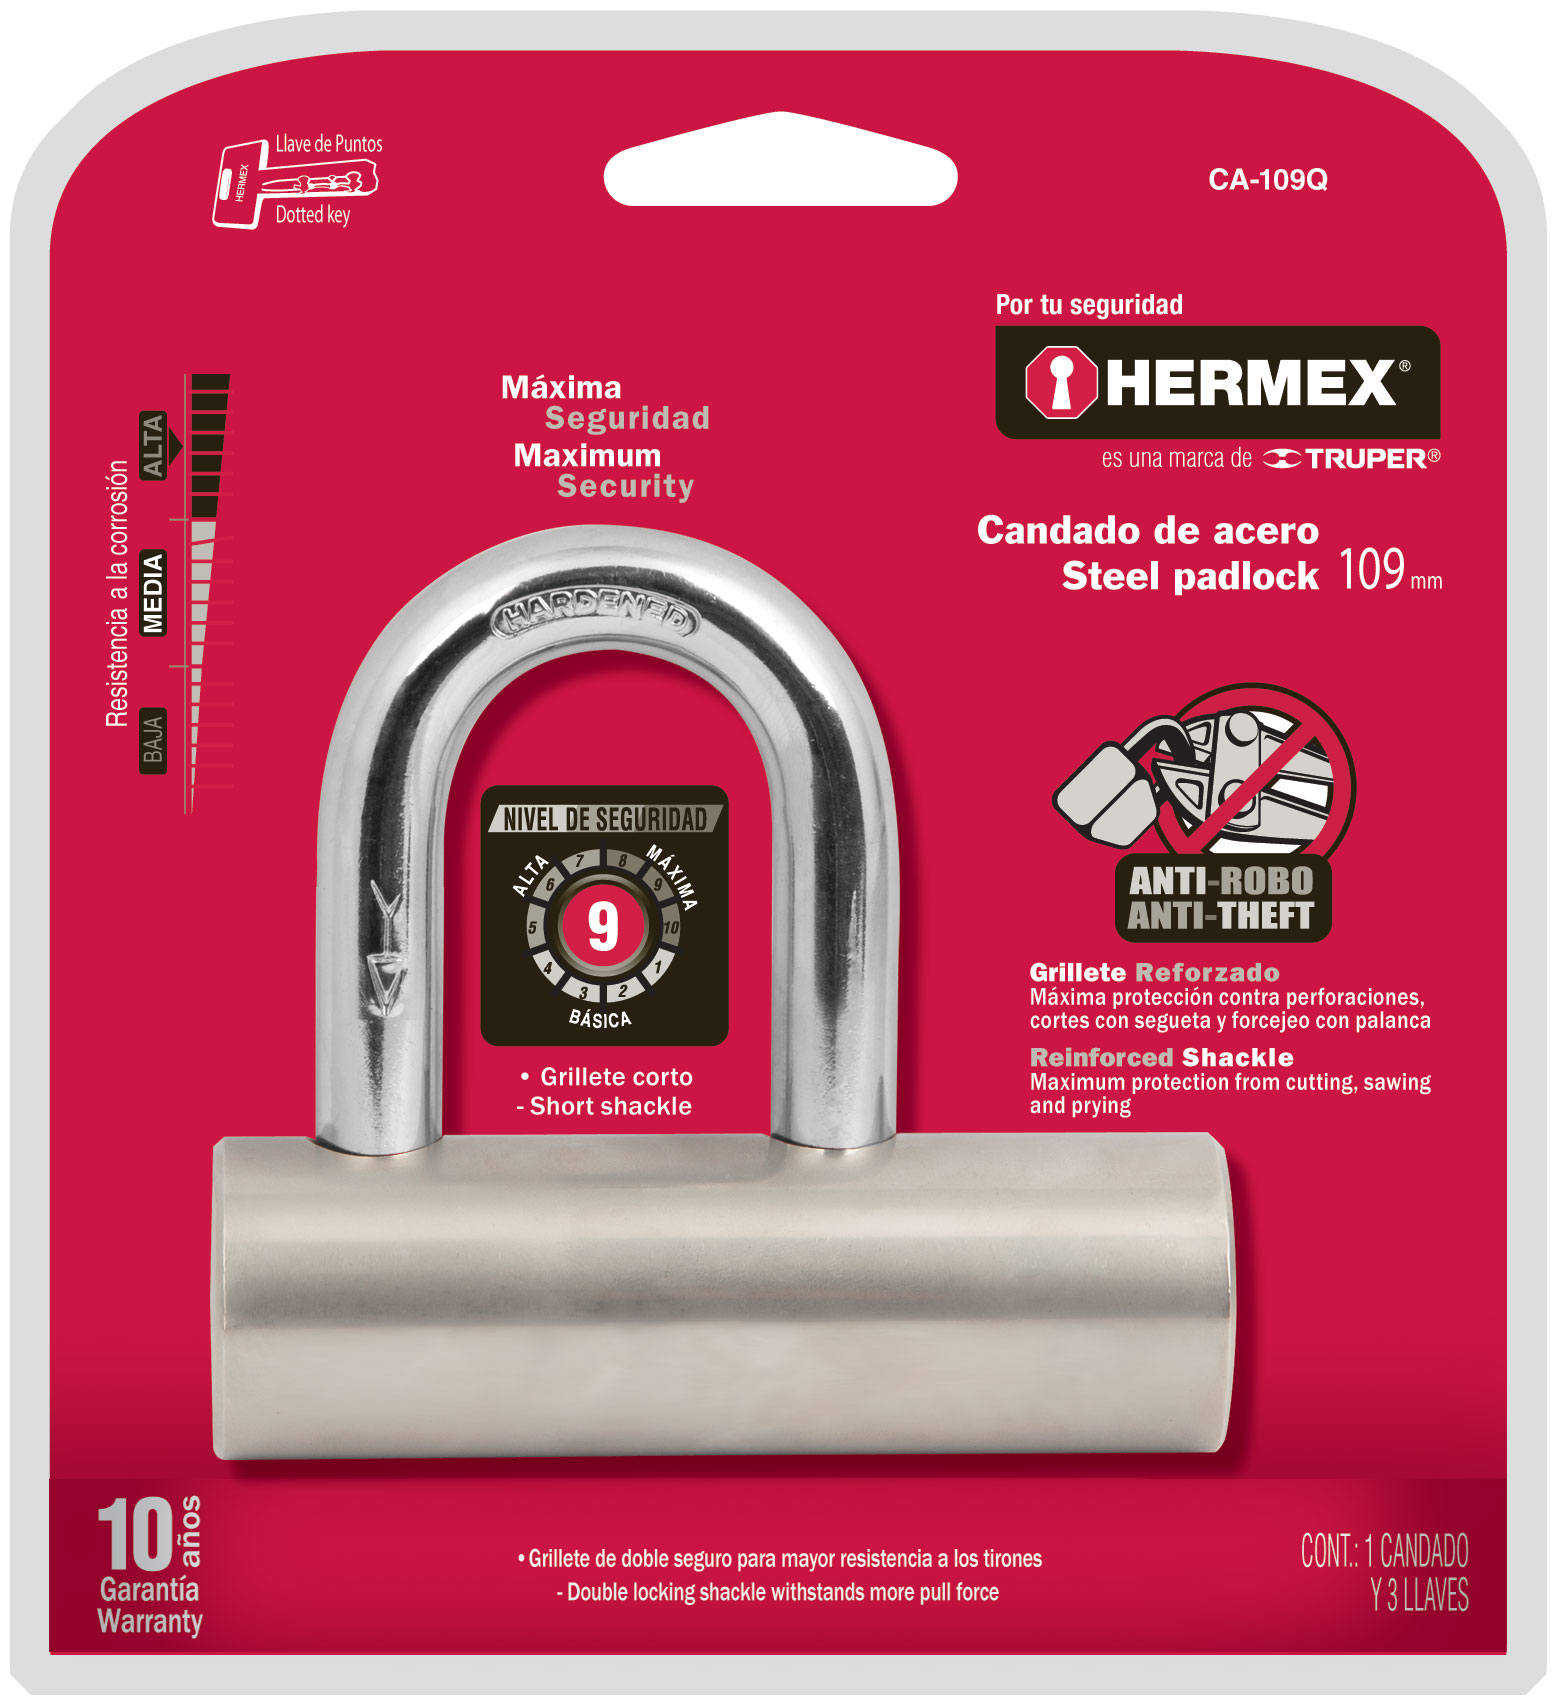 Llave de Puntos
HERMEX
Dotted key
CA-109Q
Por tu seguridad
HERMEX®
es una marca de TRUPER®
Máxima
Seguridad
Maximum
Security
Candado de acero
Steel padlock 109 mm
Resistencia a la corrosión
ALTA
MEDIA
BAJA
HARDENED
NIVEL DE SEGURIDAD
ALTA
MÁXIMA
BÁSICA
1
2
3
4
5
6
7
8
9
10
9
• Grillete corto
- Short shackle
ANTI-ROBO
ANTI-THEFT
Grillete Reforzado
Máxima protección contra perforaciones,
cortes con segueta y forcejeo con palanca
Reinforced Shackle
Maximum protection from cutting, sawing
and prying
10 años
Garantía
Warranty
• Grillete de doble seguro para mayor resistencia a los tirones
- Double locking shackle withstands more pull force
CONT.: 1 CANDADO
Y 3 LLAVES